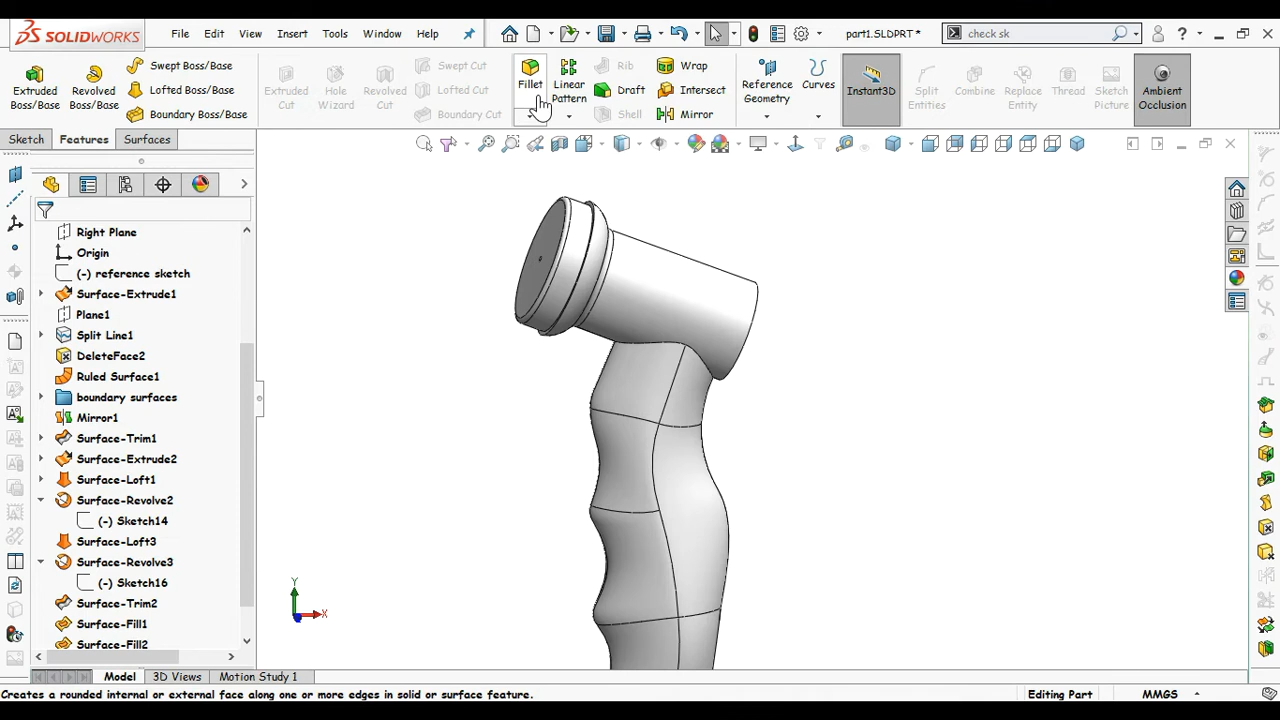 SOLIDWORKS File Edit View Insert Tools Window Help part1.SLDPRT * check sk
Extruded Boss/Base
Revolved Boss/Base
Swept Boss/Base
Lofted Boss/Base
Boundary Boss/Base
Extruded Cut
Hole Wizard
Revolved Cut
Swept Cut
Lofted Cut
Boundary Cut
Fillet
Linear Pattern
Rib
Draft
Shell
Wrap
Intersect
Mirror
Reference Geometry
Curves
Instant3D
Split Entities
Combine
Replace Entity
Thread
Sketch Picture
Ambient Occlusion
Sketch Features Surfaces
Right Plane
Origin
(-) reference sketch
Surface-Extrude1
Plane1
Split Line1
DeleteFace2
Ruled Surface1
boundary surfaces
Mirror1
Surface-Trim1
Surface-Extrude2
Surface-Loft1
Surface-Revolve2
(-) Sketch14
Surface-Loft3
Surface-Revolve3
(-) Sketch16
Surface-Trim2
Surface-Fill1
Surface-Fill2
Y
X
Model 3D Views Motion Study 1
Creates a rounded internal or external face along one or more edges in solid or surface feature. Editing Part MMGS